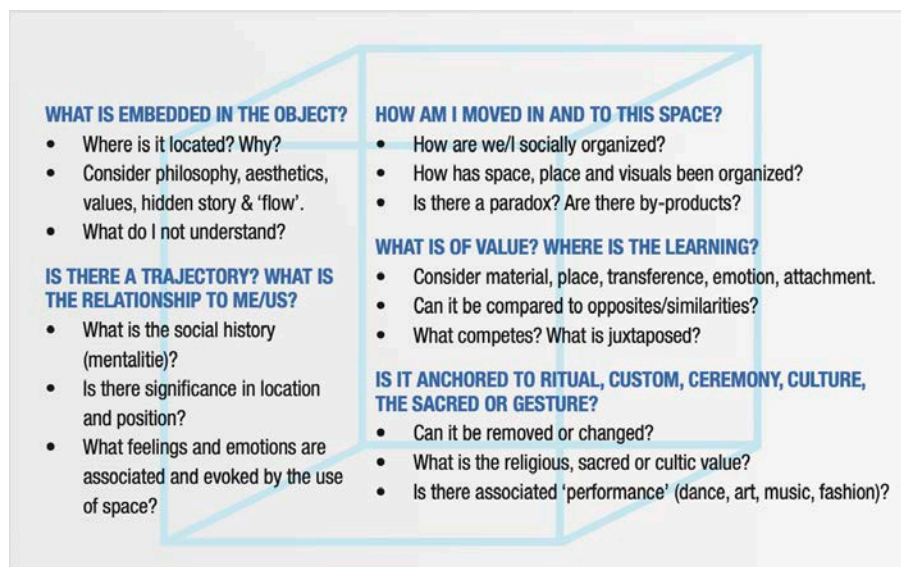 WHAT IS EMBEDDED IN THE OBJECT?
• Where is it located? Why?
• Consider philosophy, aesthetics,
values, hidden story & ‘flow’.
• What do I not understand?
IS THERE A TRAJECTORY? WHAT IS
THE RELATIONSHIP TO ME/US?
• What is the social history
(mentalitie)?
• Is there significance in location
and position?
• What feelings and emotions are
associated and evoked by the use
of space?
HOW AM I MOVED IN AND TO THIS SPACE?
• How are we/I socially organized?
• How has space, place and visuals been organized?
• Is there a paradox? Are there by-products?
WHAT IS OF VALUE? WHERE IS THE LEARNING?
• Consider material, place, transference, emotion, attachment.
• Can it be compared to opposites/similarities?
• What competes? What is juxtaposed?
IS IT ANCHORED TO RITUAL, CUSTOM, CEREMONY, CULTURE,
THE SACRED OR GESTURE?
• Can it be removed or changed?
• What is the religious, sacred or cultic value?
• Is there associated ‘performance’ (dance, art, music, fashion)?